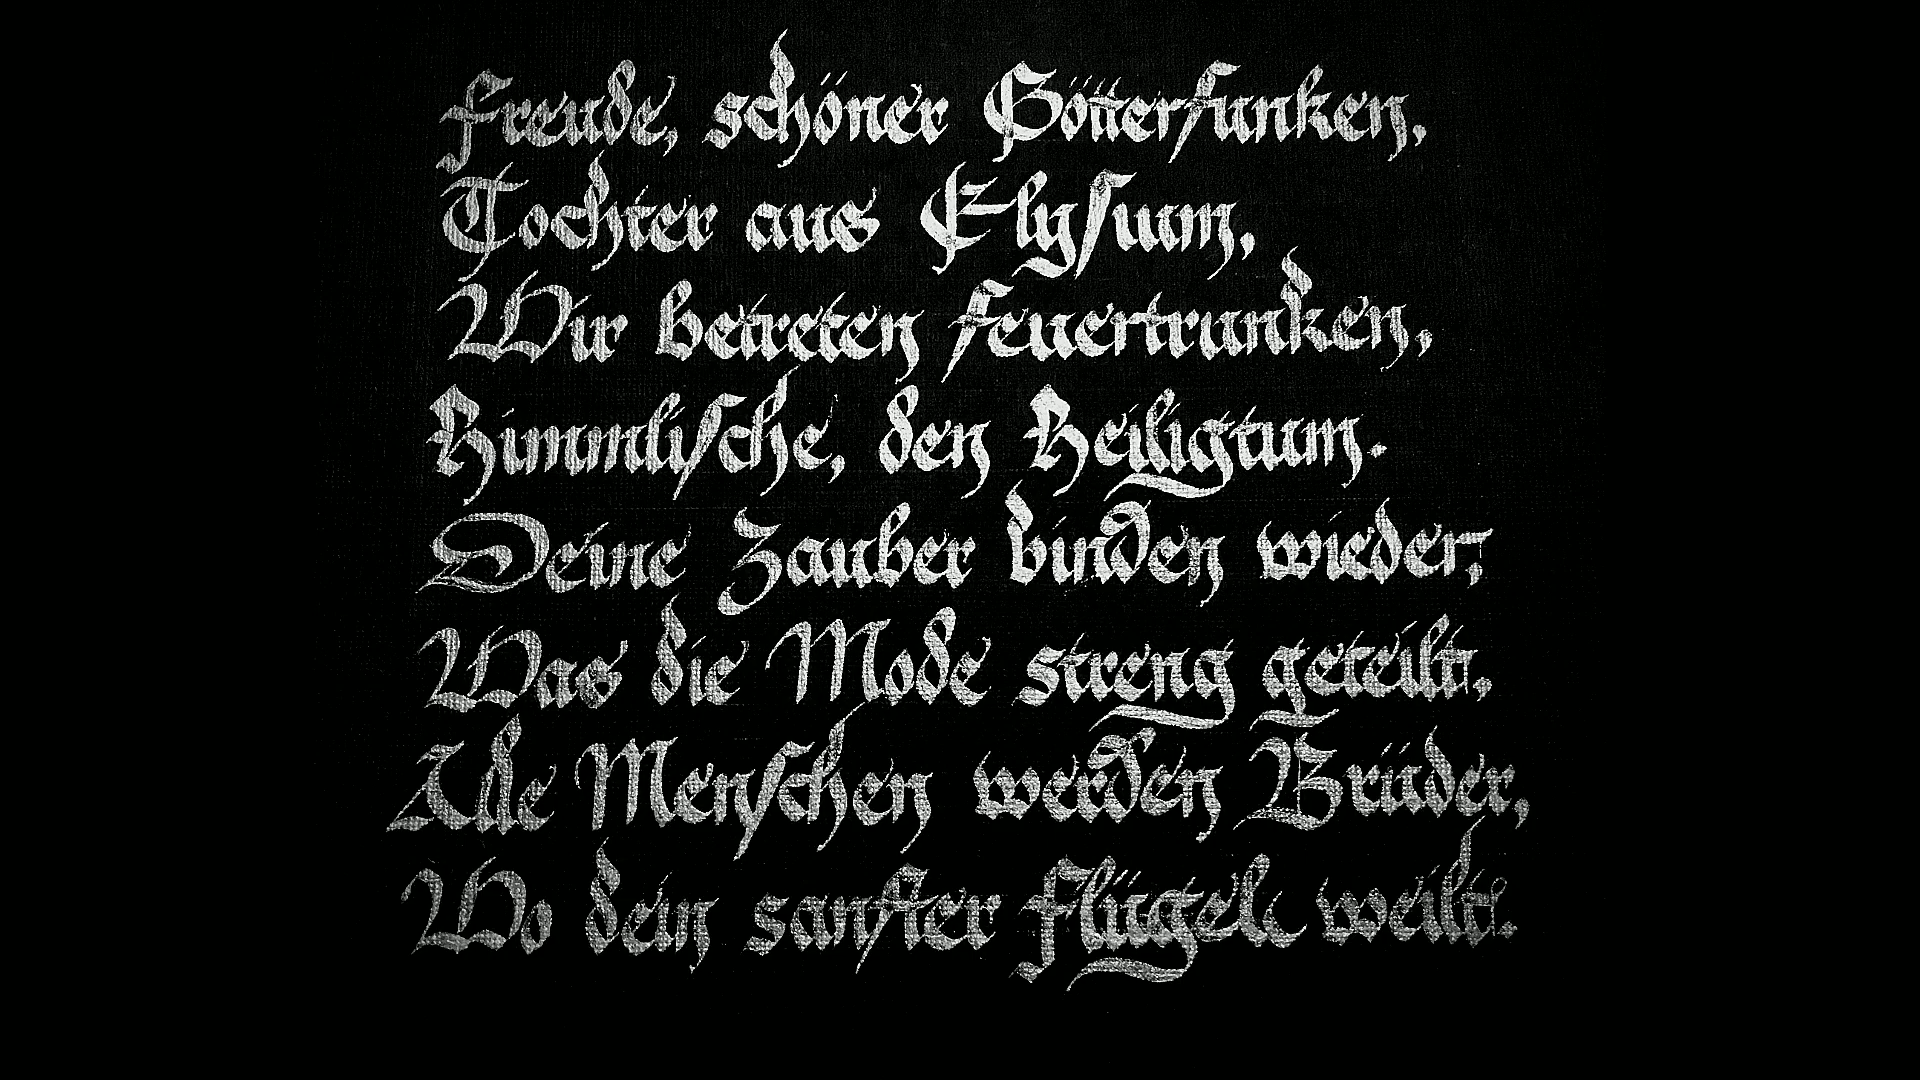 Freude, schöner Götterfunken,
Tochter aus Elysium,
Wir betreten feuertrunken,
Himmlische, dein Heiligtum.
Deine Zauber binden wieder,
Was die Mode streng geteilt,
Alle Menschen werden Brüder,
Wo dein sanfter Flügel weilt.